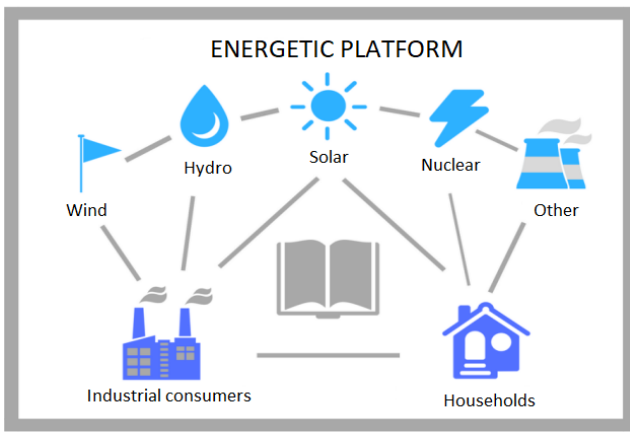 ENERGETIC PLATFORM
Solar
Hydro
Nuclear
Wind
Other
Industrial consumers
Households